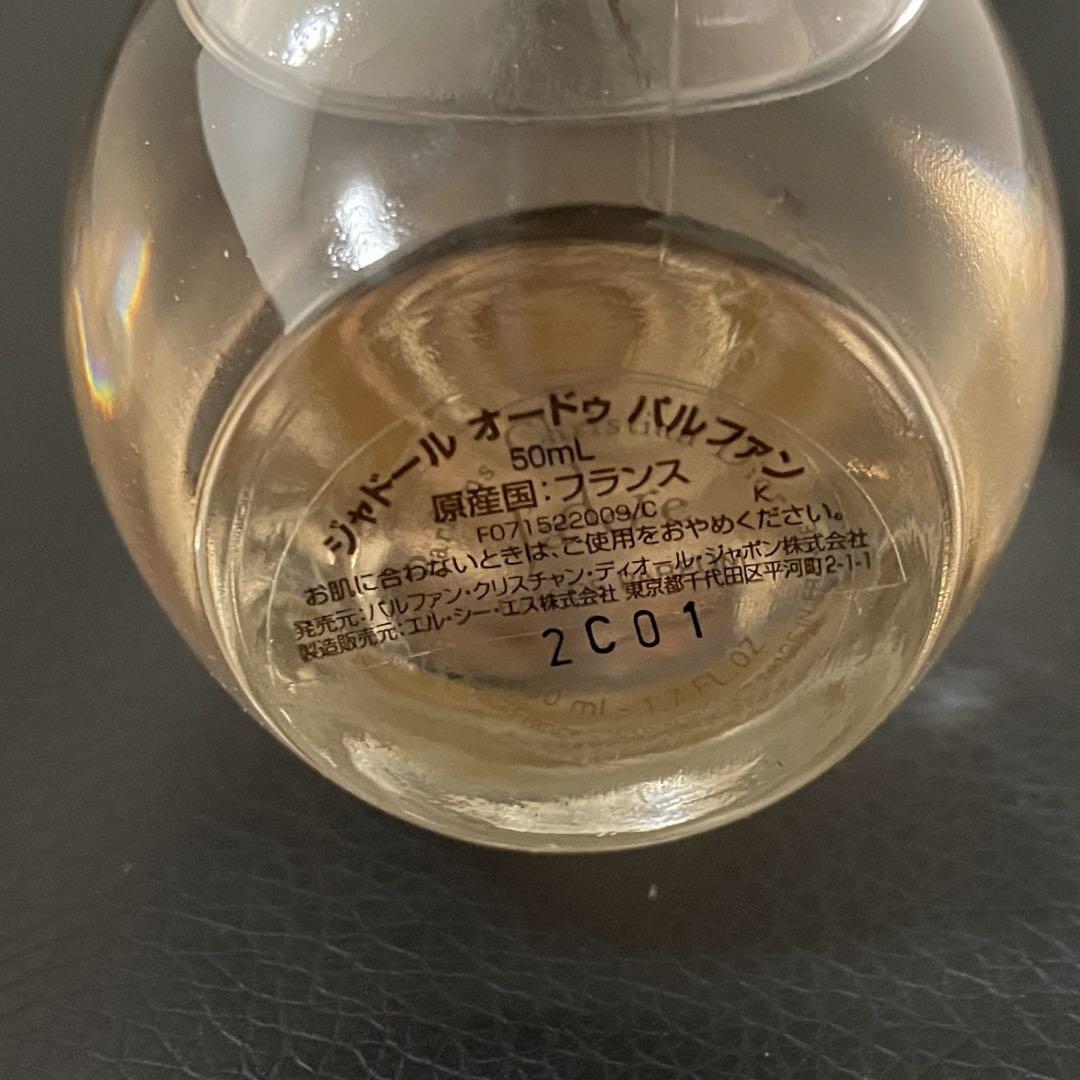 ジャドール オードゥ パルファン
50mL
原産国：フランス
K
F071522009/C
お肌に合わないときは、ご使用をおやめください。
発売元：パルファン・クリスチャン・ディオール・ジャポン株式会社
製造販売元：エル・シー・エス株式会社 東京都千代田区平河町2-1-1
2C01
ml - 1.7 FL.OZ